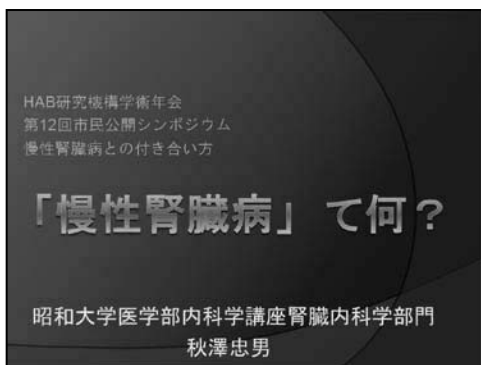 HAB研究機構学術年会
第12回市民公開シンポジウム
慢性腎臓病との付き合い方
「慢性腎臓病」て何？
昭和大学医学部内科学講座腎臓内科学部門
秋澤忠男